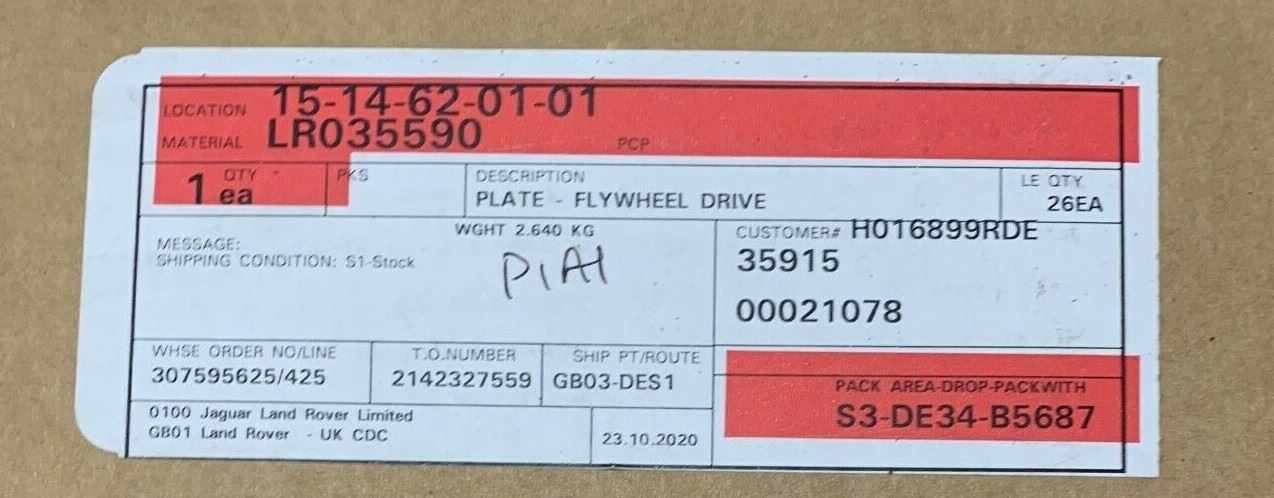 LOCATION 15-14-62-01-01
MATERIAL LR035590 PCP
QTY PKS DESCRIPTION LE QTY
1 ea PLATE - FLYWHEEL DRIVE 26EA
WGHT 2.640 KG CUSTOMER# H016899RDE
MESSAGE:
SHIPPING CONDITION: S1-Stock PIA1 35915
00021078
WHSE ORDER NO/LINE T.O.NUMBER SHIP PT/ROUTE
307595625/425 2142327559 GB03-DES1
PACK AREA-DROP-PACKWITH
S3-DE34-B5687
0100 Jaguar Land Rover Limited
GB01 Land Rover - UK CDC 23.10.2020